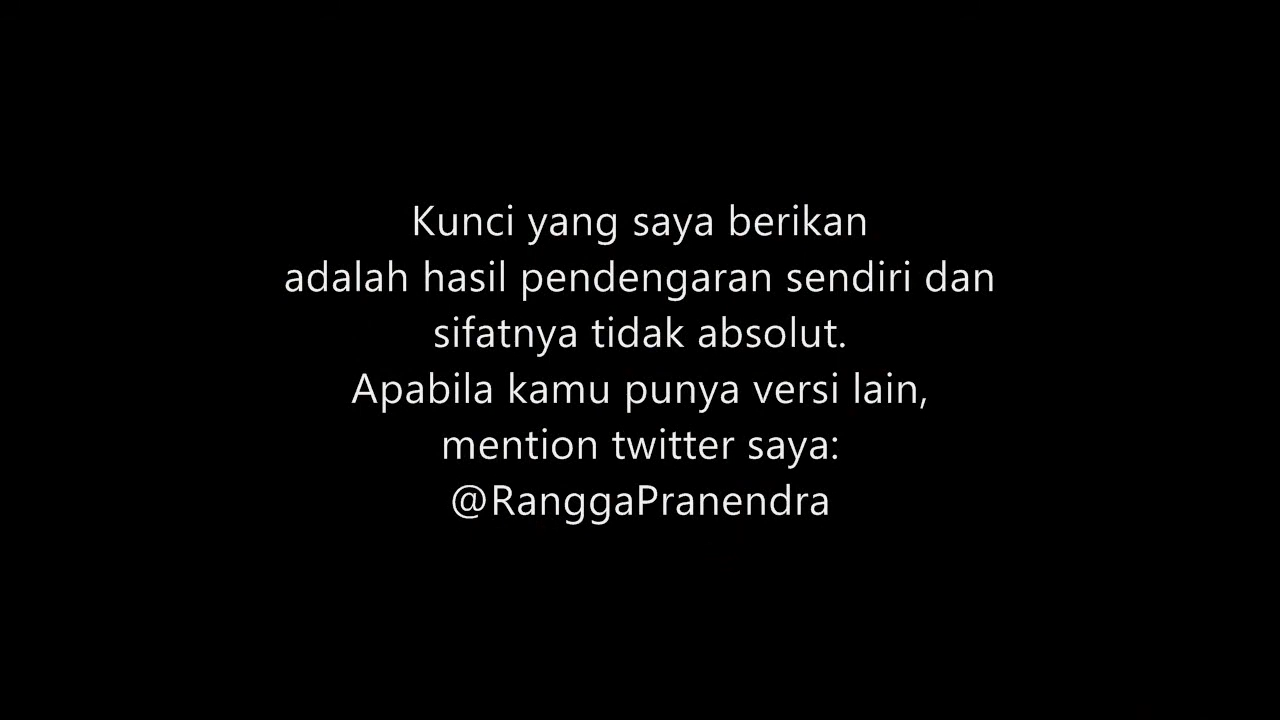 Kunci yang saya berikan
adalah hasil pendengaran sendiri dan
sifatnya tidak absolut.
Apabila kamu punya versi lain,
mention twitter saya:
@RanggaPranendra